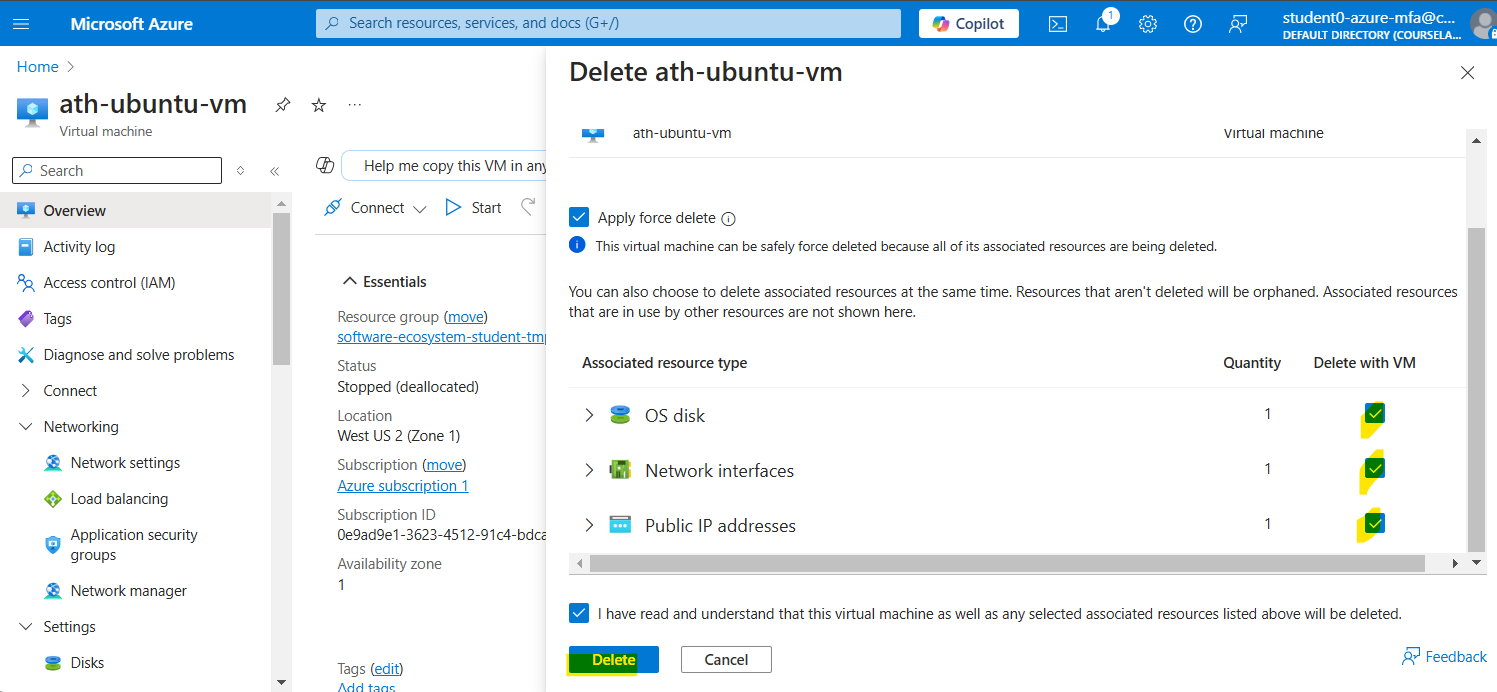 Microsoft Azure
Search resources, services, and docs (G+/)
Copilot
1
student0-azure-mfa@c...
DEFAULT DIRECTORY (COURSELA...
Home
ath-ubuntu-vm
...
Virtual machine
Search
Overview
Activity log
Access control (IAM)
Tags
Diagnose and solve problems
Connect
Networking
Network settings
Load balancing
Application security
groups
Network manager
Settings
Disks
Help me copy this VM in any
Connect
Start
Essentials
Resource group (move)
software-ecosystem-student-tmp
Status
Stopped (deallocated)
Location
West US 2 (Zone 1)
Subscription (move)
Azure subscription 1
Subscription ID
0e9ad9e1-3623-4512-91c4-bdca
Availability zone
1
Tags (edit)
Add tags
Delete ath-ubuntu-vm
ath-ubuntu-vm Virtual machine
Apply force delete
This virtual machine can be safely force deleted because all of its associated resources are being deleted.
You can also choose to delete associated resources at the same time. Resources that aren't deleted will be orphaned. Associated resources
that are in use by other resources are not shown here.
Associated resource type Quantity Delete with VM
OS disk 1
Network interfaces 1
Public IP addresses 1
I have read and understand that this virtual machine as well as any selected associated resources listed above will be deleted.
Delete Cancel
Feedback